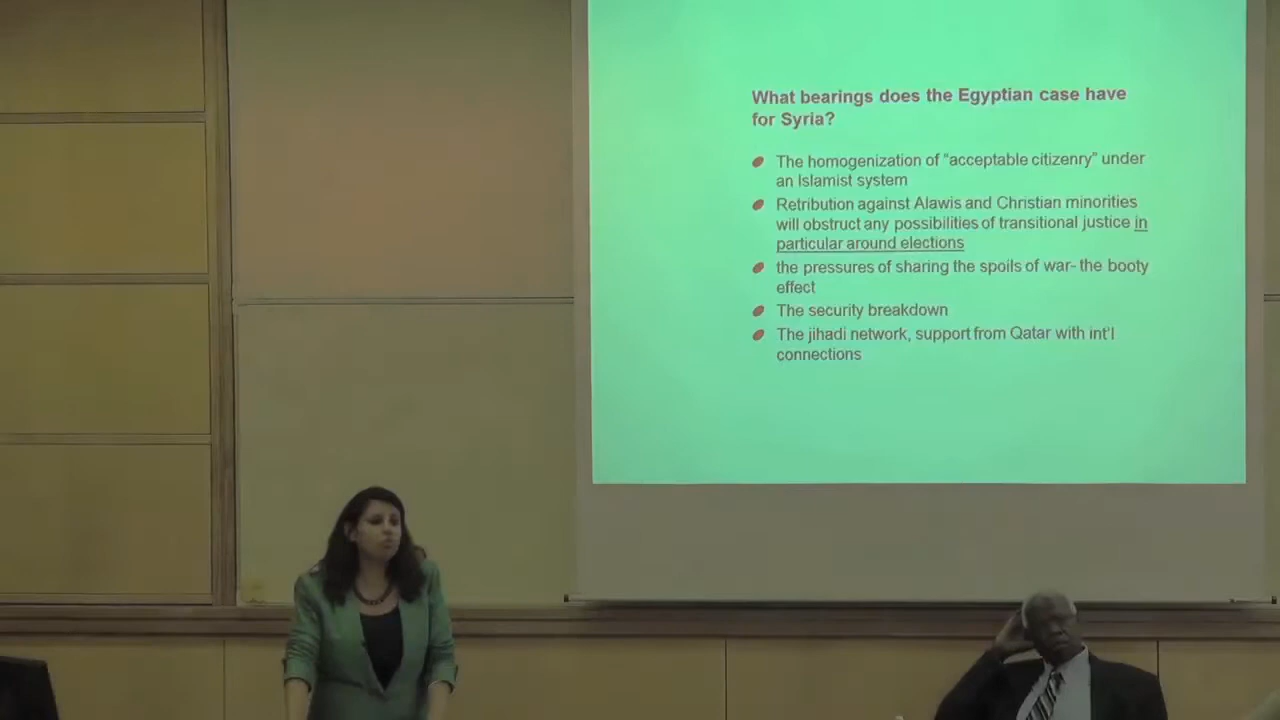 What bearings does the Egyptian case have
for Syria?
The homogenization of “acceptable citizenry” under
an Islamist system
Retribution against Alawis and Christian minorities
will obstruct any possibilities of transitional justice in
particular around elections
the pressures of sharing the spoils of war- the booty
effect
The security breakdown
The jihadi network, support from Qatar with int’l
connections